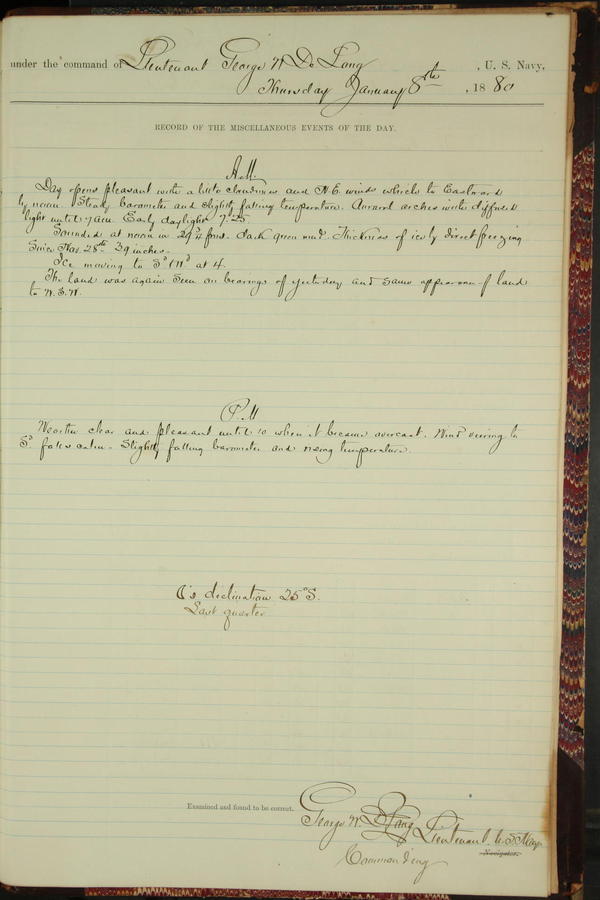 under the command of Lieutenant George W. De Long, U. S. Navy,
Thursday January 8th, 1880
RECORD OF THE MISCELLANEOUS EVENTS OF THE DAY.
A.M.
Day opens pleasant with a little cloudiness and N.E. winds which to Eastward
by noon. Steady barometer and slightly falling temperature. Auroral arches with diffused
light until 7 a.m. Early daylight 7.25
Sounded at noon in 29¾ fms. dark green mud. Thickness of ice by direct freezing
Since Nov. 28th 39 inches.
Ice moving to Sd & Wd at 4.
The land was again seen on bearings of yesterday and same appearance of land
to W.S.W.
P.M
Weather clear and pleasant until 10 when it became overcast. Wind veering to
Sd falls calm. Slightly falling barometer and rising temperature.
declination 25° S.
Last quarter
Examined and found to be correct.
George W. De Long Lieutenant U.S. Navy
Navigator.
Commanding